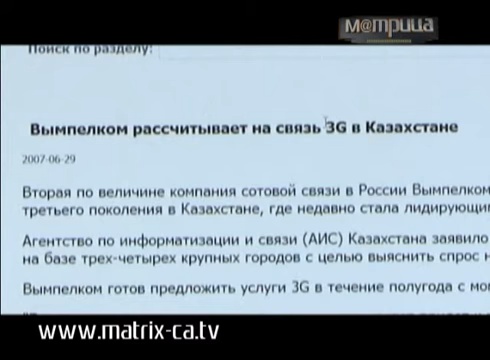 м@трица
Поиск по разделу:
Вымпелком рассчитывает на связь 3G в Казахстане
2007-06-29
Вторая по величине компания сотовой связи в России Вымпелком
третьего поколения в Казахстане, где недавно стала лидирующи
Агентство по информатизации и связи (АИС) Казахстана заявило
на базе трех-четырех крупных городов с целью выяснить спрос н
Вымпелком готов предложить услуги 3G в течение полугода с мо
www.matrix-ca.tv